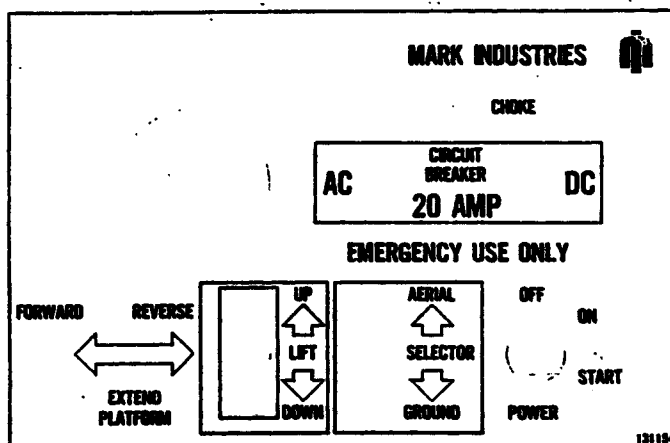 MARK INDUSTRIES
CHOKE
CIRCUIT
BREAKER
AC
DC
20 AMP
EMERGENCY USE ONLY
FORWARD
REVERSE
EXTEND
PLATFORM
UP
LIFT
DOWN
AERIAL
SELECTOR
GROUND
OFF
ON
START
POWER